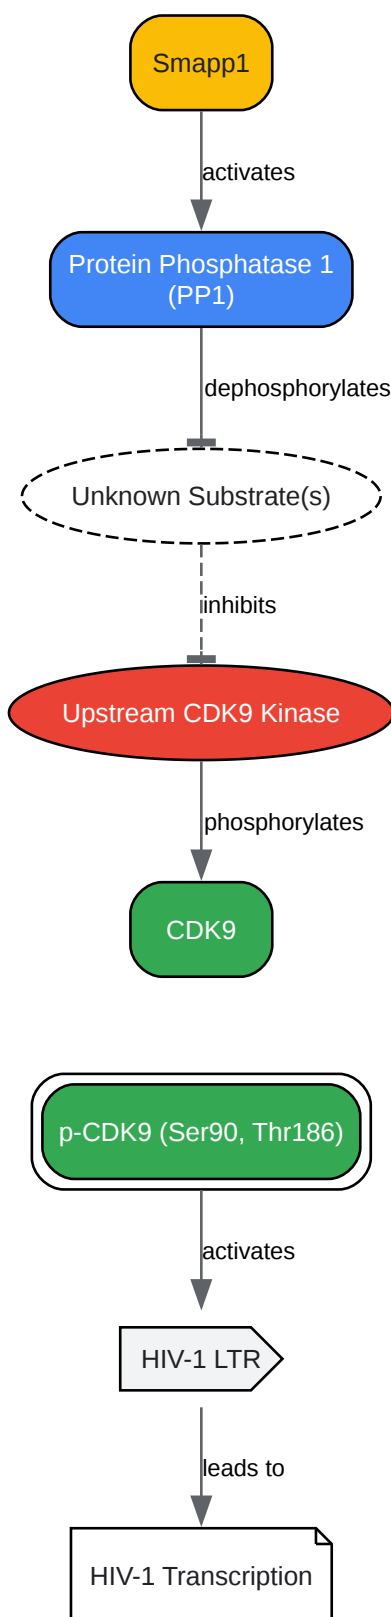 Smapp1
activates
Protein Phosphatase 1
(PP1)
dephosphorylates
Unknown Substrate(s)
inhibits
Upstream CDK9 Kinase
phosphorylates
CDK9
p-CDK9 (Ser90, Thr186)
activates
HIV-1 LTR
leads to
HIV-1 Transcription